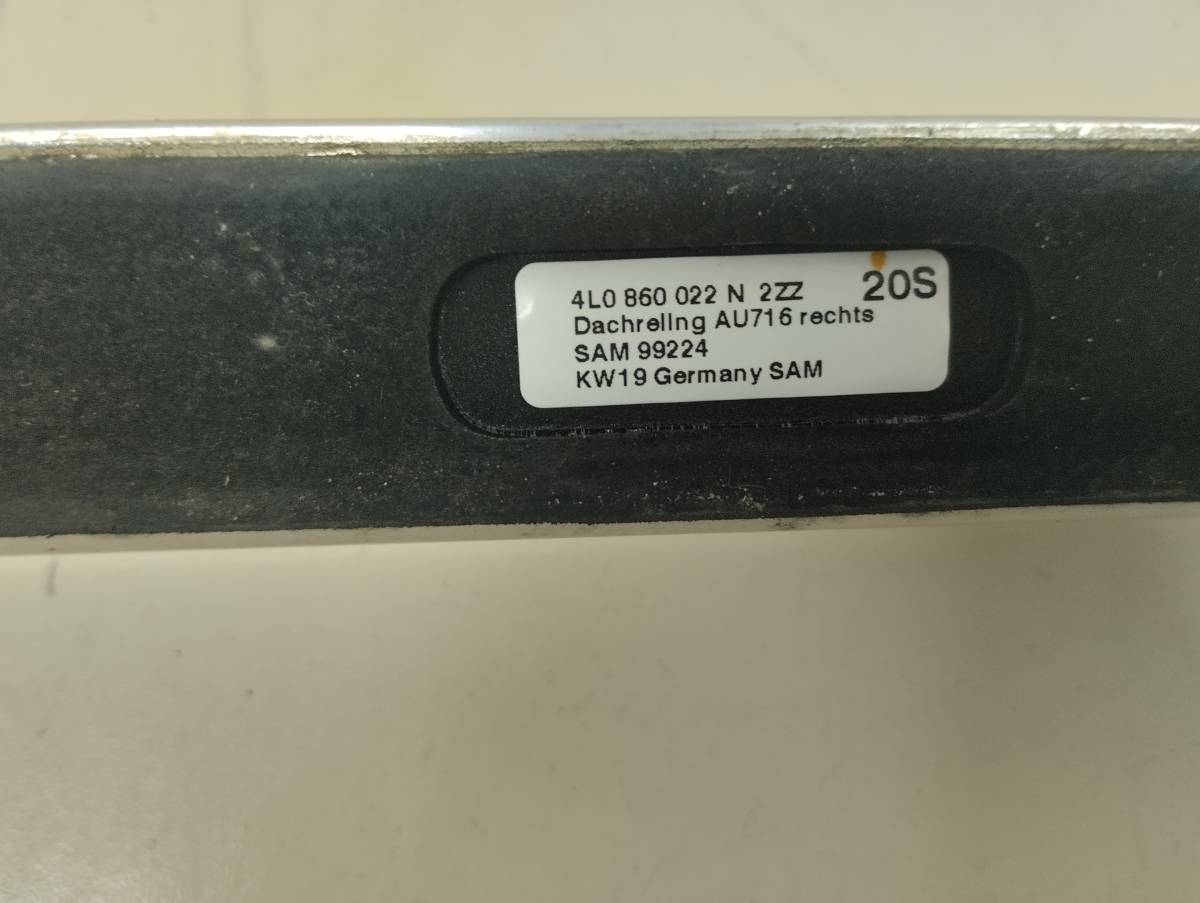 4L0 860 022 N 2ZZ 20S
Dachreling AU716 rechts
SAM 99224
KW19 Germany SAM